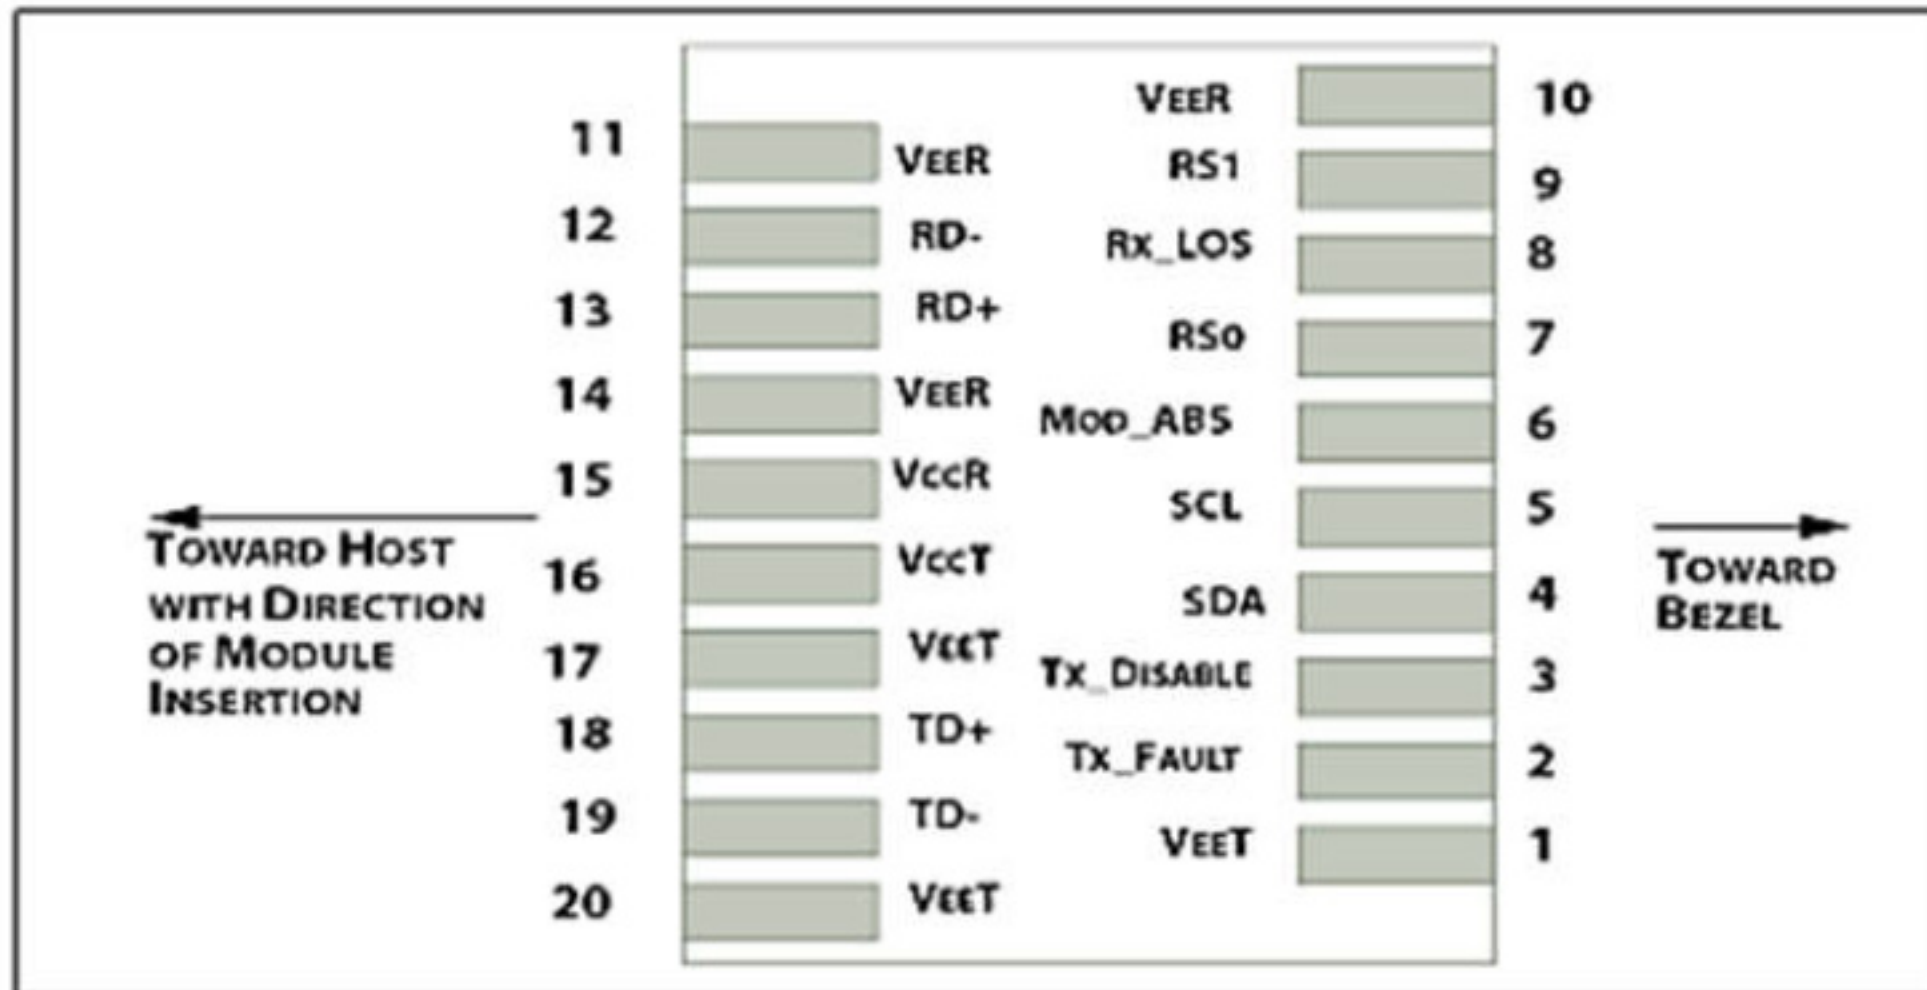 VEER 10
11 VEER
RS1 9
12 RD-
RX_LOS 8
13 RD+
RS0 7
14 VEER
MOD_ABS 6
15 VCCR
SCL 5
TOWARD HOST
WITH DIRECTION
OF MODULE
INSERTION
16 VCCT
SDA 4
TOWARD
BEZEL
17 VEET
TX_DISABLE 3
18 TD+
TX_FAULT 2
19 TD-
VEET 1
20 VEET